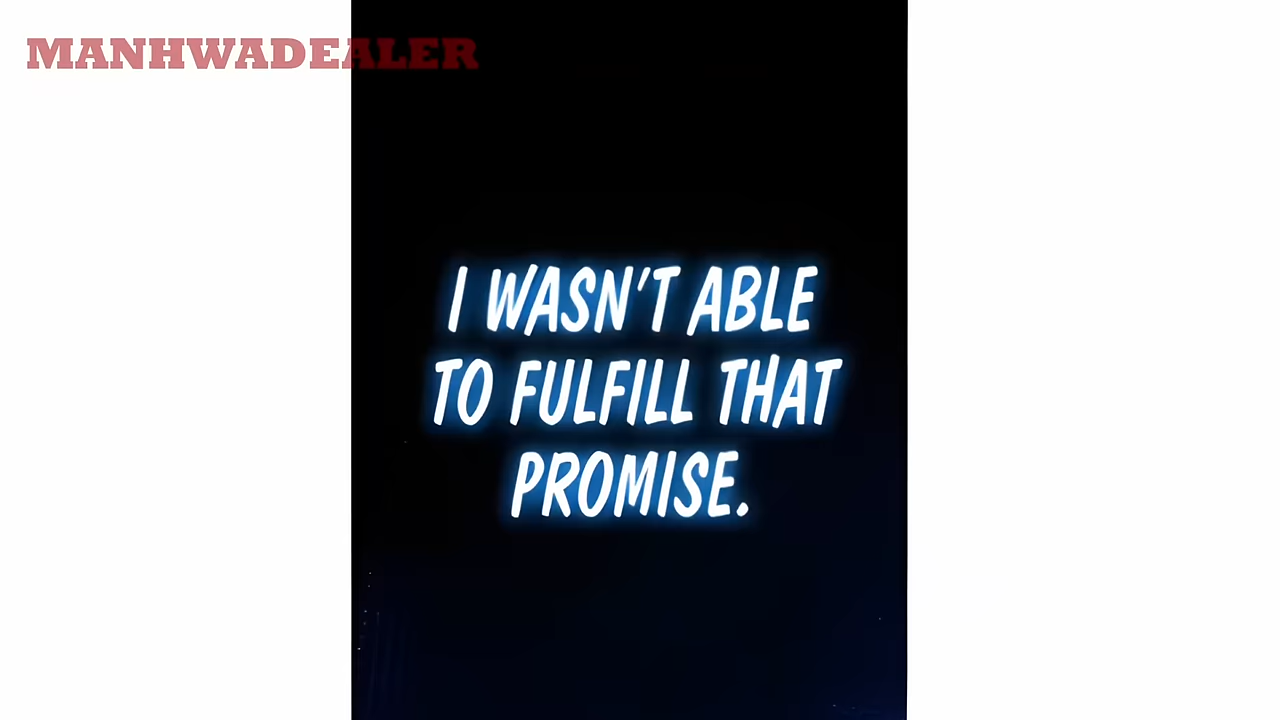 MANHWADEALER
I WASN'T ABLE
TO FULFILL THAT
PROMISE.